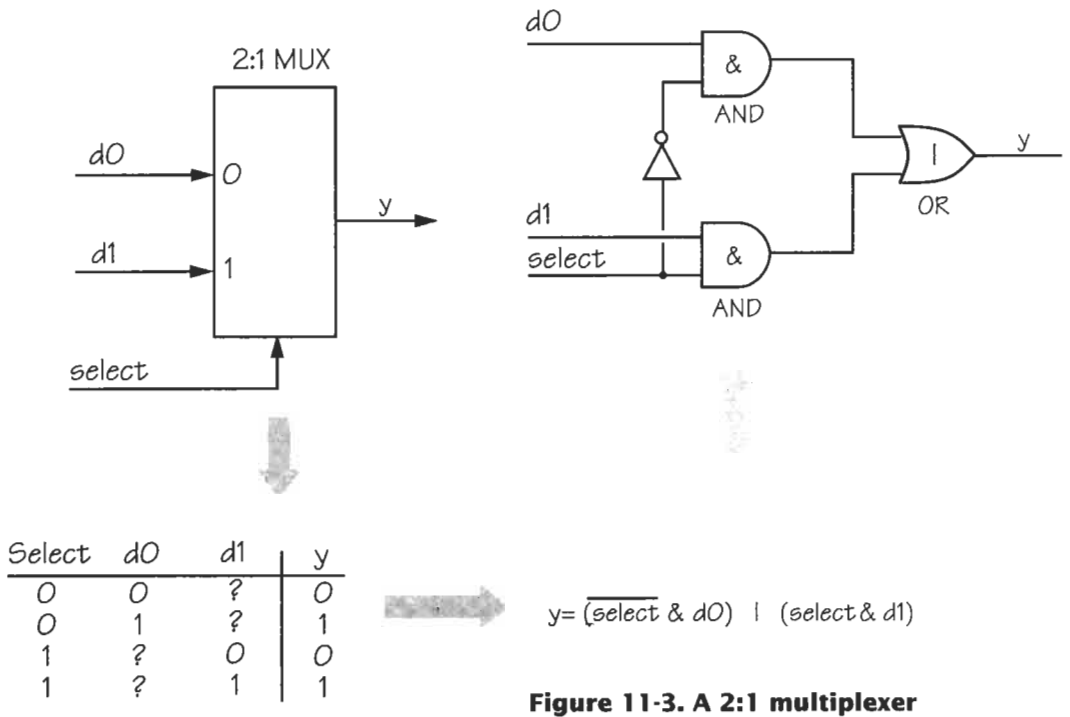 2:1 MUX
d0
0
y
d1
1
select
d0
&
AND
d1
select
&
AND
|
OR
y
Select d0 d1 y
0 0 ? 0
0 1 ? 1
1 ? 0 0
1 ? 1 1
y= (select & d0) | (select & d1)
Figure 11-3. A 2:1 multiplexer